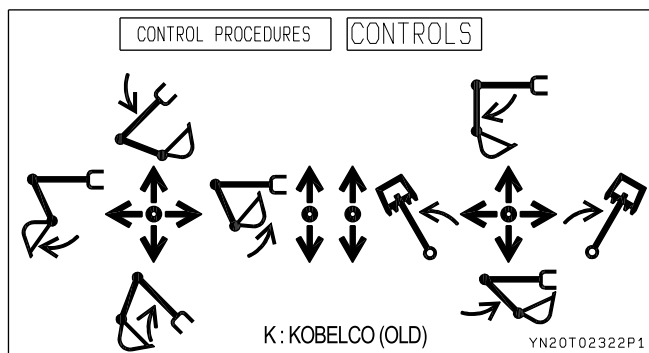 CONTROL PROCEDURES CONTROLS
K : KOBELCO (OLD)
YN20T02322P1